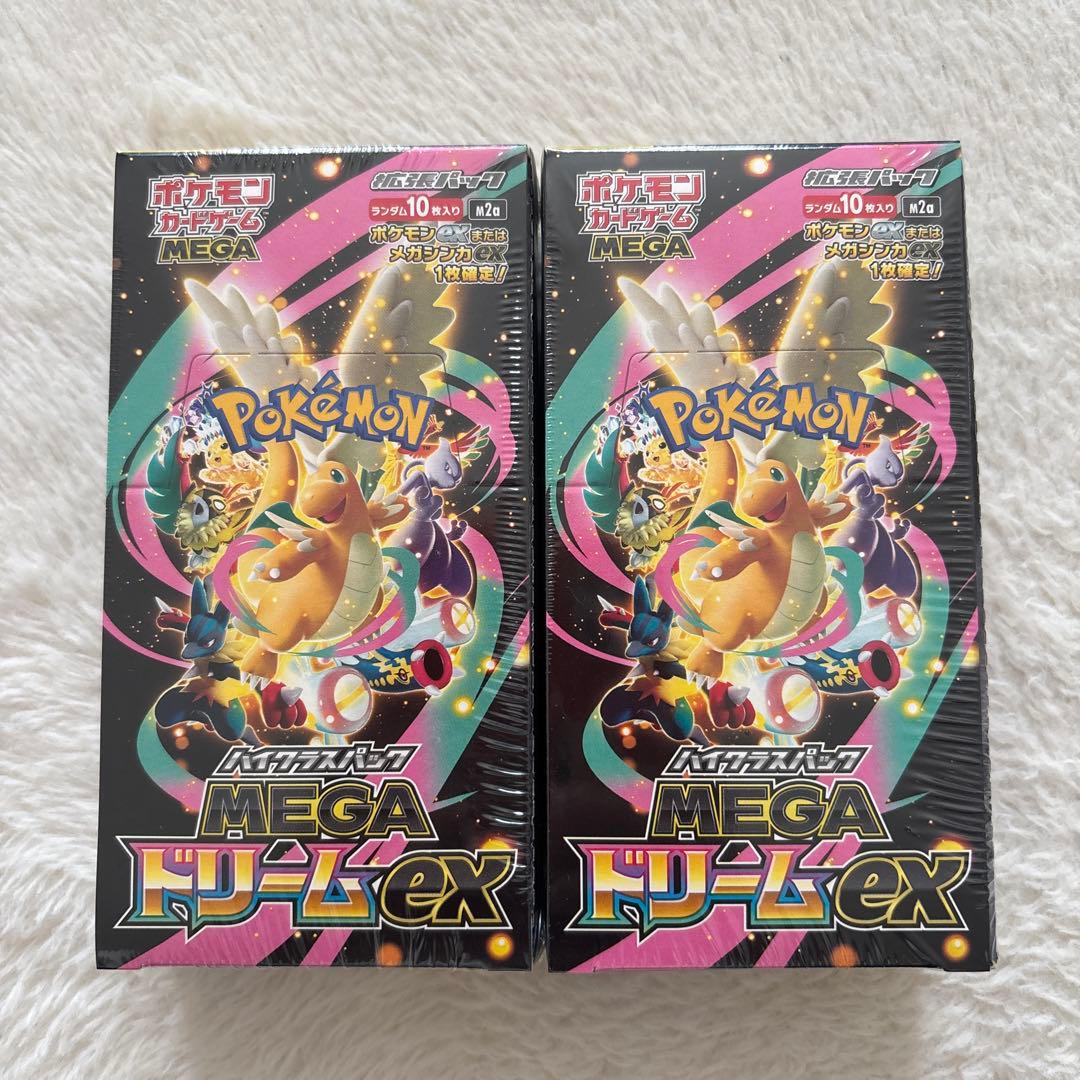 ポケモン
カードゲーム
MEGA
拡張パック
ランダム10枚入り M2a
ポケモンexまたは
メガシンカex
1枚確定!
POKÉMON
TM
ハイクラスパック
MEGA
ドリームex
ポケモン
カードゲーム
MEGA
拡張パック
ランダム10枚入り M2a
ポケモンexまたは
メガシンカex
1枚確定!
POKÉMON
TM
ハイクラスパック
MEGA
ドリームex